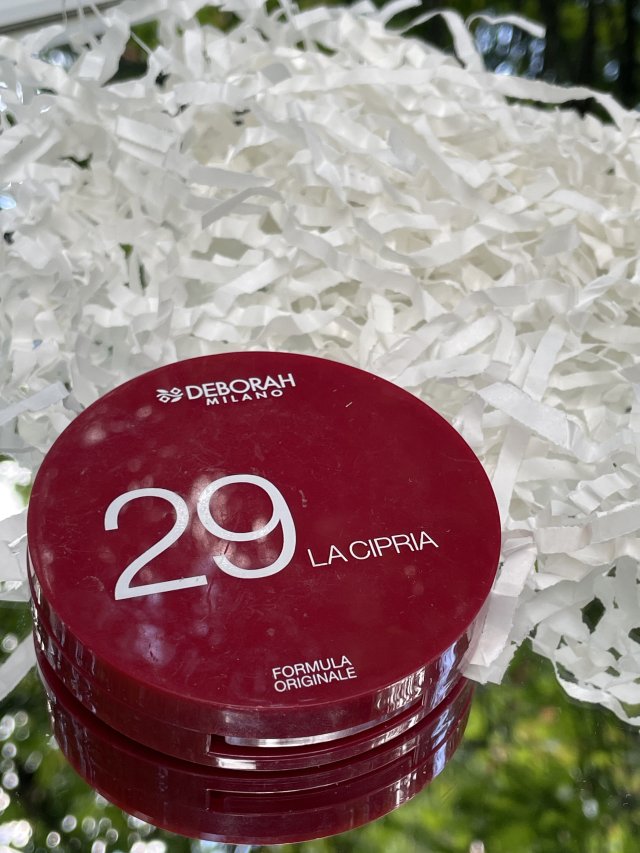 DEBORAH
MILANO
29 LA CIPRIA
FORMULA
ORIGINALE